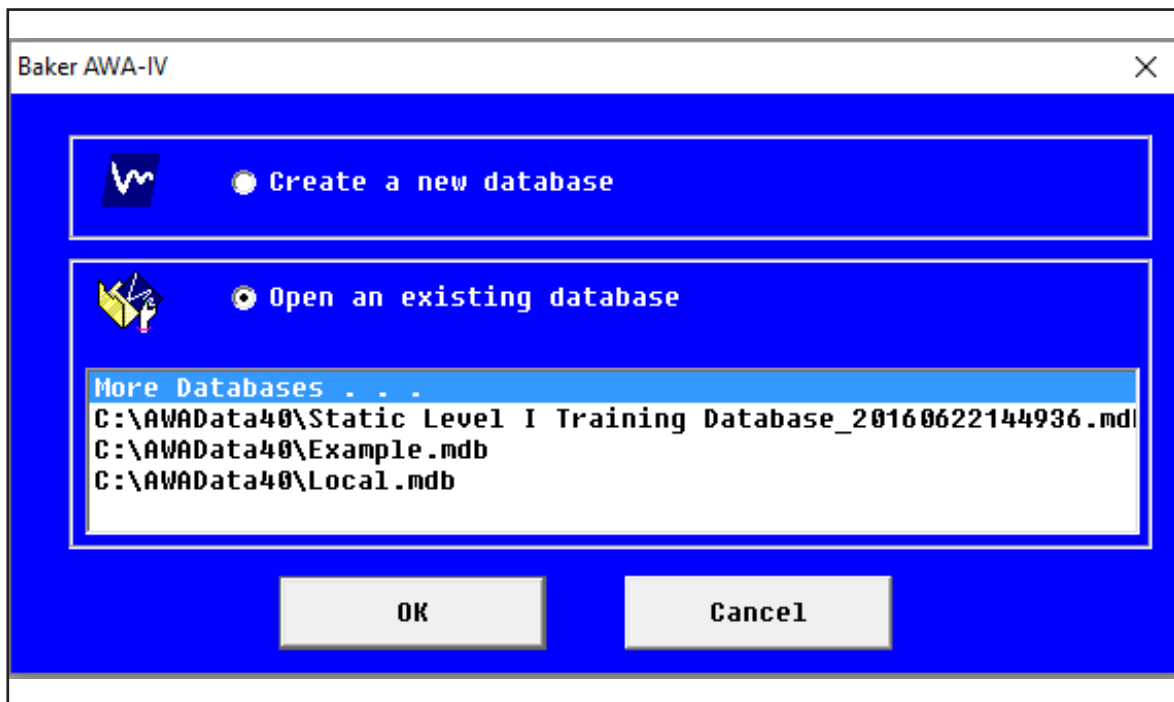 Baker AWA-IV
Create a new database
Open an existing database
More Databases . . .
C:\AWAData40\Static Level I Training Database_20160622144936.md
C:\AWAData40\Example.mdb
C:\AWAData40\Local.mdb
OK
Cancel